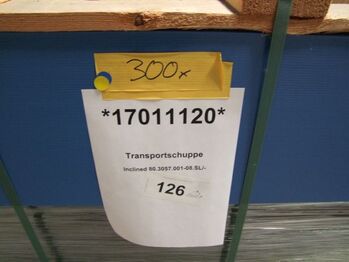 300x
*17011120*
Transportschuppe
Inclined 80.3057.001-08.SL/-
126